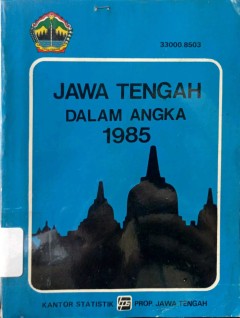 33000.8503
JAWA TENGAH
DALAM ANGKA
1985
KANTOR STATISTIK PROP. JAWA TENGAH